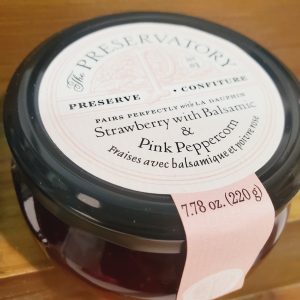 The PRESERVATORY
PRESERVE · CONFITURE
PAIRS PERFECTLY with LA DAUPHIN
Strawberry with Balsamic
&
Pink Peppercorn
Fraises avec balsamique et poivre rose
7.78 oz. (220 g)